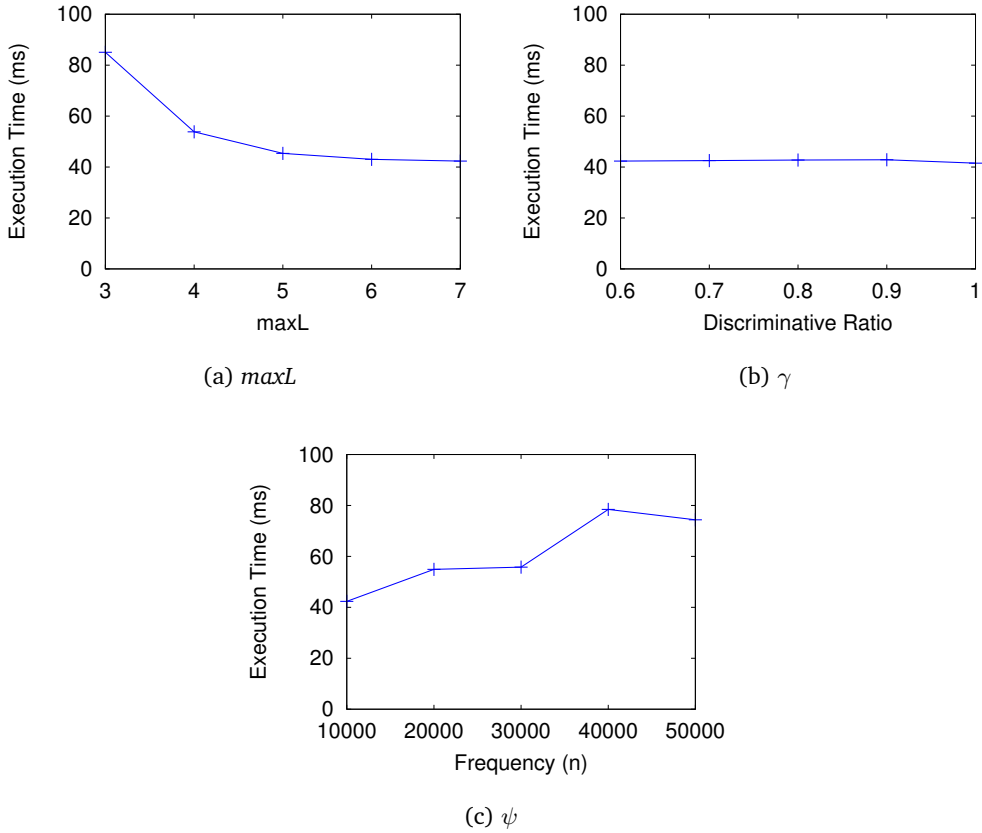 100
80
60
40
20
0
Execution Time (ms)
3 4 5 6 7
maxL
(a) maxL
100
80
60
40
20
0
Execution Time (ms)
0.6 0.7 0.8 0.9 1
Discriminative Ratio
(b) γ
100
80
60
40
20
0
Execution Time (ms)
10000 20000 30000 40000 50000
Frequency (n)
(c) ψ